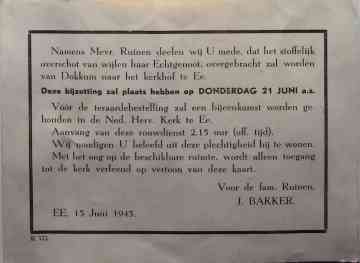 Namens Mevr. Ruinen deelen wij U mede, dat het stoffelijk
overschot van wijlen haar Echtgenoot, overgebracht zal worden
van Dokkum naar het kerkhof te Ee.
Deze bijzetting zal plaats hebben op DONDERDAG 21 JUNI a.s.
Vóór de teraardebestelling zal een bijeenkomst worden ge-
houden in de Ned. Herv. Kerk te Ee.
Aanvang van deze rouwdienst 2.15 uur (off. tijd).
Wij noodigen U beleefd uit deze plechtigheid bij te wonen.
Met het oog op de beschikbare ruimte, wordt alleen toegang
tot de kerk verleend op vertoon van deze kaart.
Voor de fam. Ruinen,
J. BAKKER.
EE, 15 Juni 1945.